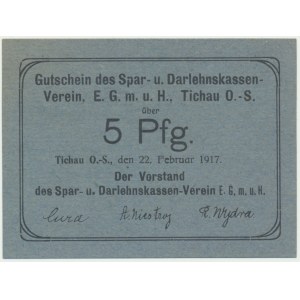 Gutschein des Spar- u. Darlehnskassen-
Verein, E. G. m. u. H., Tichau O.-S.
über
5 Pfg.
Tichau O.-S., den 22. Februar 1917.
Der Vorstand
des Spar- u. Darlehnskassen-Verein E. G. m. u. H.